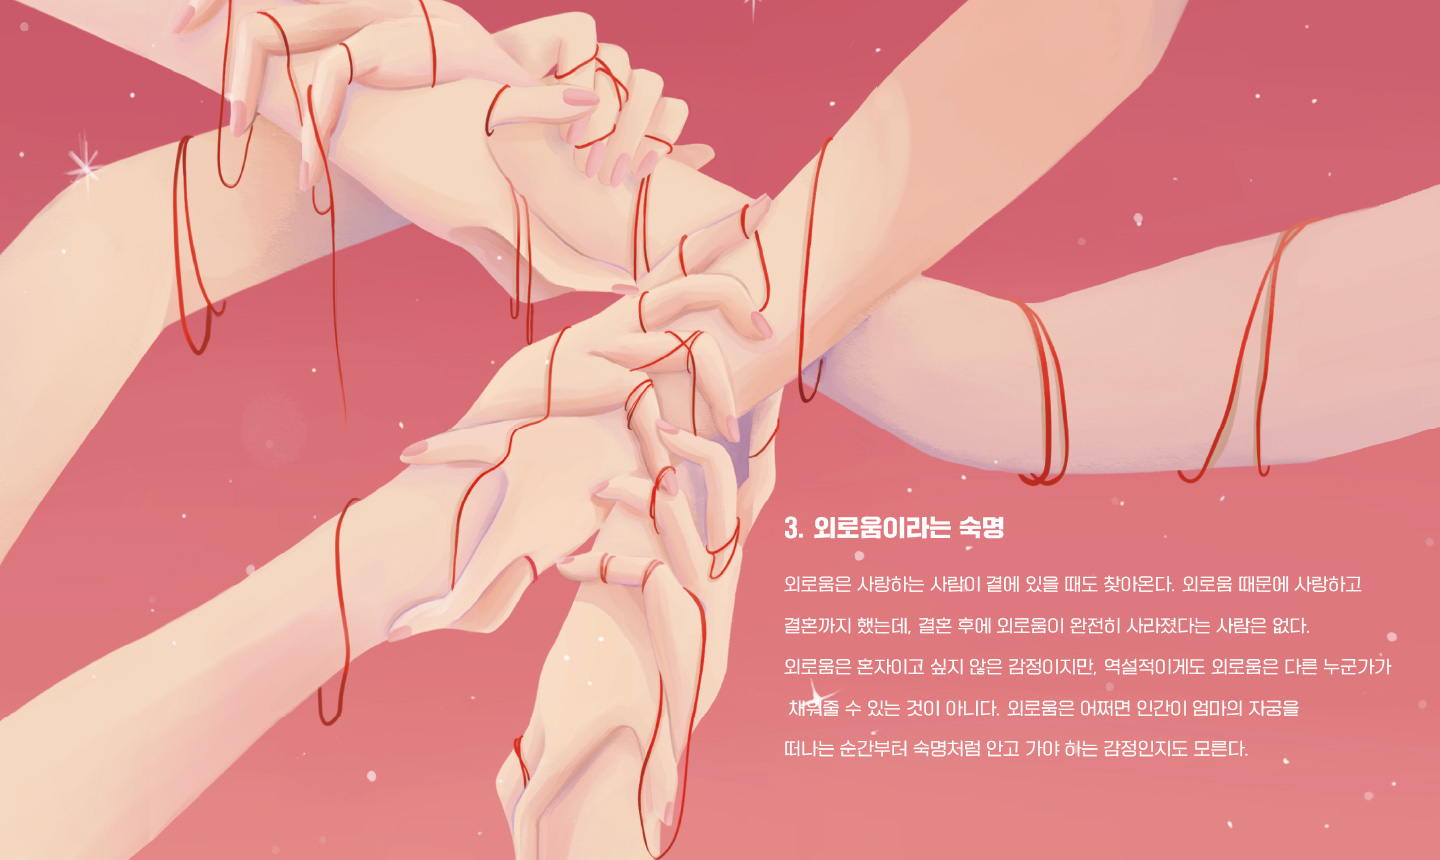 3. 외로움이라는 숙명
외로움은 사랑하는 사람이 곁에 있을 때도 찾아온다. 외로움 때문에 사랑하고
결혼까지 했는데, 결혼 후에 외로움이 완전히 사라졌다는 사람은 없다.
외로움은 혼자이고 싶지 않은 감정이지만, 역설적이게도 외로움은 다른 누군가가
채워줄 수 있는 것이 아니다. 외로움은 어쩌면 인간이 엄마의 자궁을
떠나는 순간부터 숙명처럼 안고 가야 하는 감정인지도 모른다.